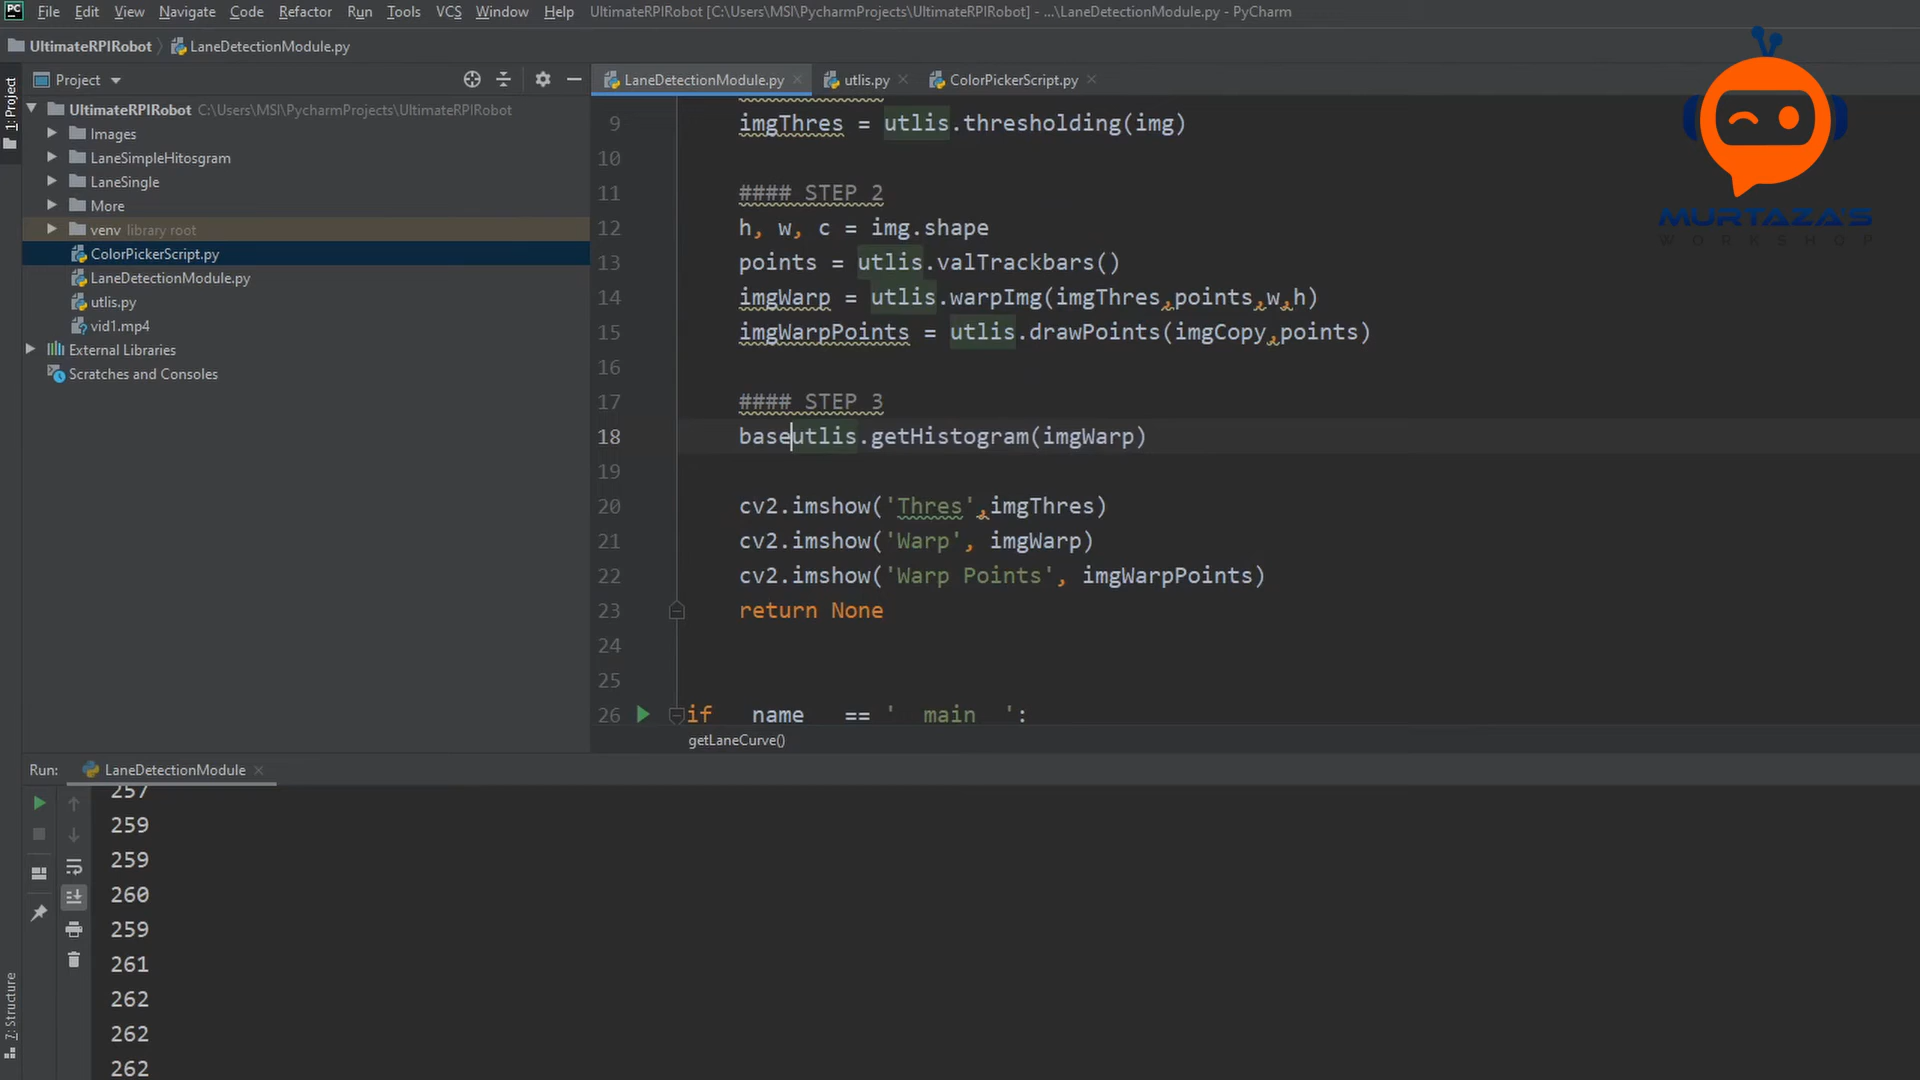 PC File Edit View Navigate Code Refactor Run Tools VCS Window Help UltimateRPIRobot [C:\Users\MSI\PycharmProjects\UltimateRPIRobot] - ...\LaneDetectionModule.py - PyCharm
UltimateRPIRobot LaneDetectionModule.py
1: Project
Project
UltimateRPIRobot C:\Users\MSI\PycharmProjects\UltimateRPIRobot
Images
LaneSimpleHitosgram
LaneSingle
More
venv library root
ColorPickerScript.py
LaneDetectionModule.py
utlis.py
vid1.mp4
External Libraries
Scratches and Consoles
LaneDetectionModule.py utlis.py ColorPickerScript.py
9 imgThres = utlis.thresholding(img)
10
11 #### STEP 2
12 h, w, c = img.shape
13 points = utlis.valTrackbars()
14 imgWarp = utlis.warpImg(imgThres,points,w,h)
15 imgWarpPoints = utlis.drawPoints(imgCopy,points)
16
17 #### STEP 3
18 baseutlis.getHistogram(imgWarp)
19
20 cv2.imshow('Thres',imgThres)
21 cv2.imshow('Warp', imgWarp)
22 cv2.imshow('Warp Points', imgWarpPoints)
23 return None
24
25
26 if __name__ == '__main__':
getLaneCurve()
MURTAZA'S
WORKSHOP
Run: LaneDetectionModule
257
259
259
260
259
261
262
262
262
7: Structure